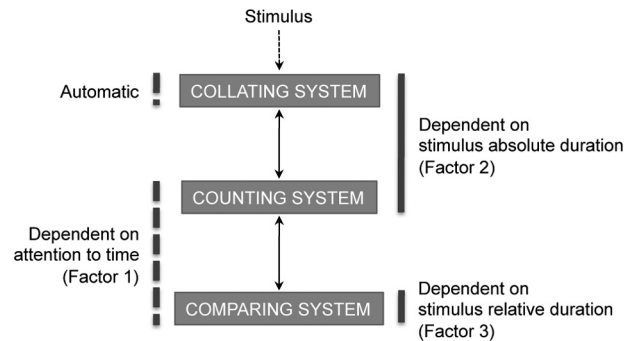 Stimulus
Automatic
COLLATING SYSTEM
Dependent on
stimulus absolute duration
(Factor 2)
COUNTING SYSTEM
Dependent on
attention to time
(Factor 1)
COMPARING SYSTEM
Dependent on
stimulus relative duration
(Factor 3)